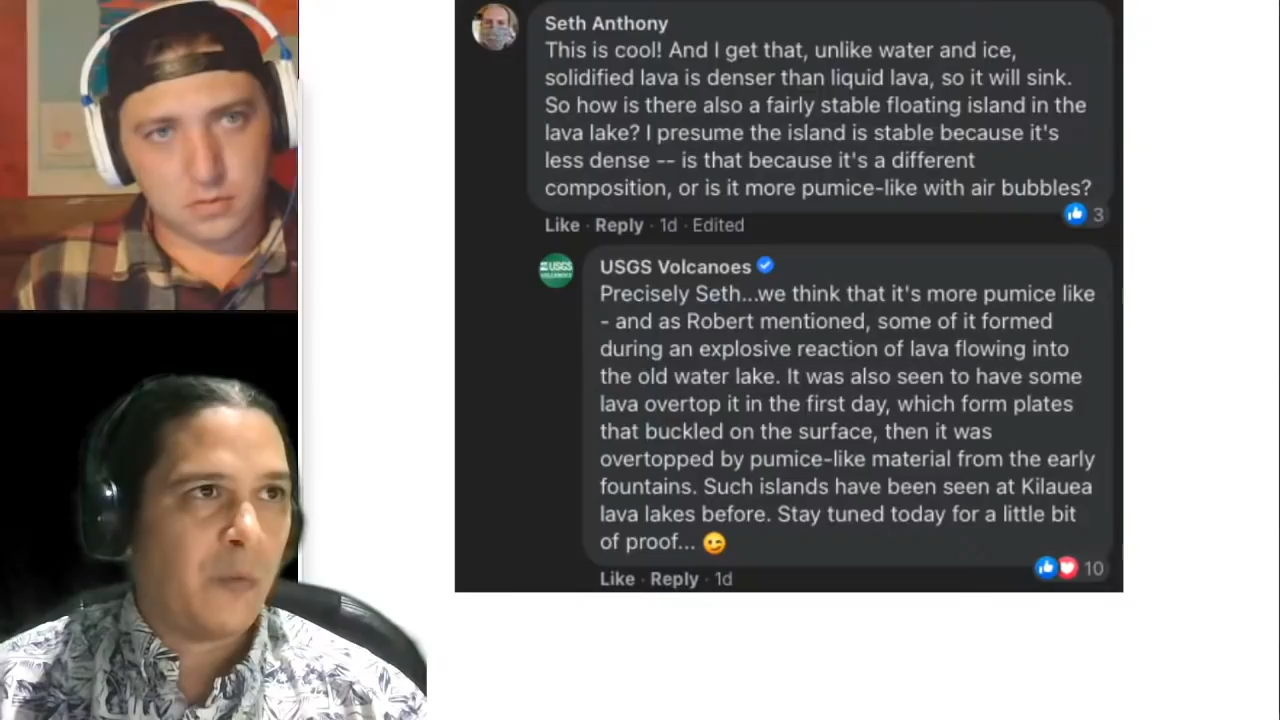 Seth Anthony
This is cool! And I get that, unlike water and ice,
solidified lava is denser than liquid lava, so it will sink.
So how is there also a fairly stable floating island in the
lava lake? I presume the island is stable because it's
less dense -- is that because it's a different
composition, or is it more pumice-like with air bubbles?
3
Like · Reply · 1d · Edited
USGS
VOLCANOES
USGS Volcanoes
Precisely Seth...we think that it's more pumice like
- and as Robert mentioned, some of it formed
during an explosive reaction of lava flowing into
the old water lake. It was also seen to have some
lava overtop it in the first day, which form plates
that buckled on the surface, then it was
overtopped by pumice-like material from the early
fountains. Such islands have been seen at Kilauea
lava lakes before. Stay tuned today for a little bit
of proof... 😉
10
Like · Reply · 1d